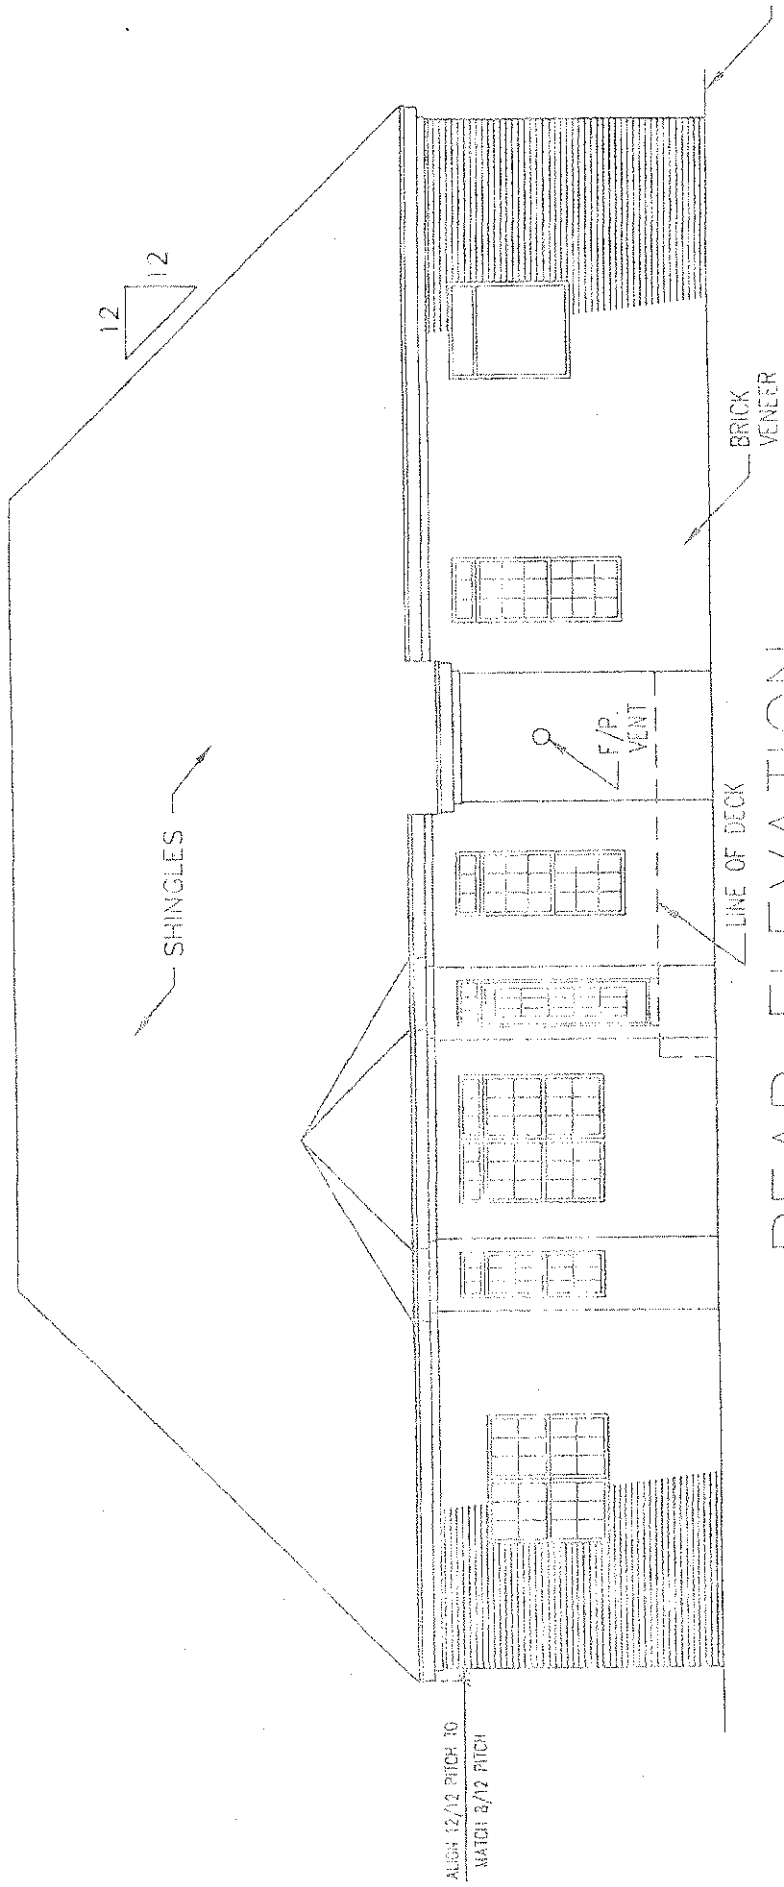 12
12
SHINGLES
ALIGN 12/12 PITCH TO
MATCH 8/12 PITCH
F/P.
VENT
BRICK
VENEER
LINE OF DECK
REAR ELEVATION